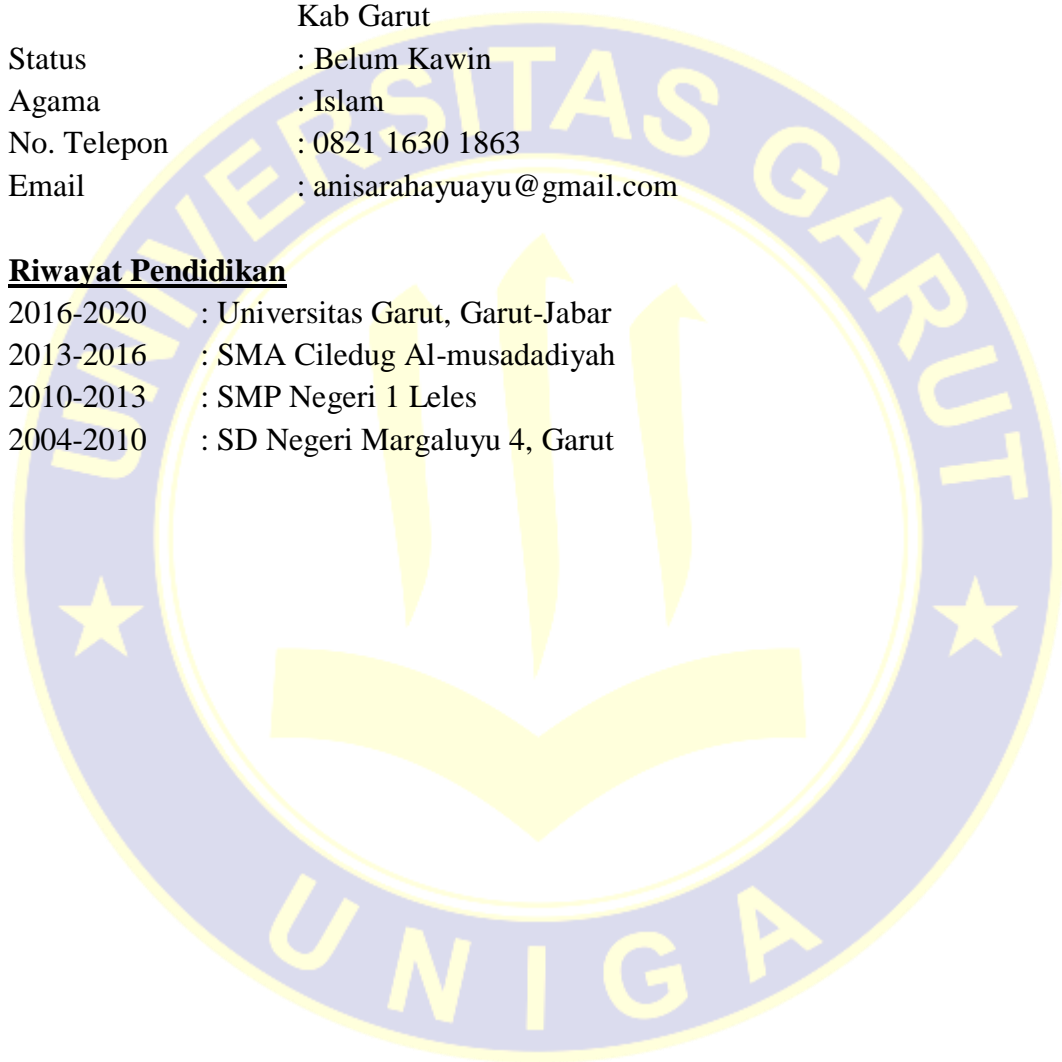 Kab Garut
Status : Belum Kawin
Agama : Islam
No. Telepon : 0821 1630 1863
Email : anisarahayuayu@gmail.com
Riwayat Pendidikan
2016-2020 : Universitas Garut, Garut-Jabar
2013-2016 : SMA Ciledug Al-musadadiyah
2010-2013 : SMP Negeri 1 Leles
2004-2010 : SD Negeri Margaluyu 4, Garut
UNIVERSITAS GARUT
UNIGA